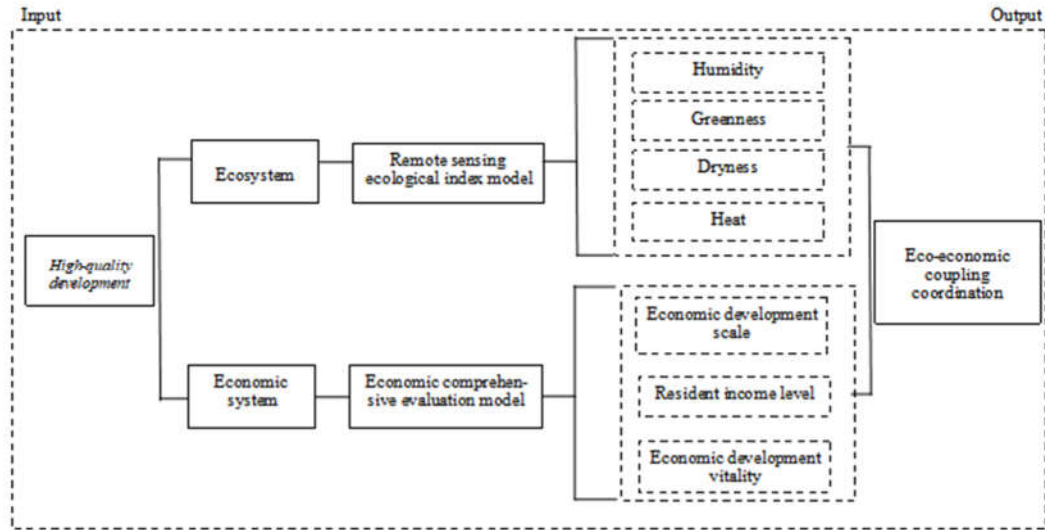 Input
Output
Humidity
Greenness
Dryness
Heat
Ecosystem
Remote sensing
ecological index model
High-quality
development
Eco-economic
coupling
coordination
Economic development
scale
Resident income level
Economic development
vitality
Economic
system
Economic comprehen-
sive evaluation model